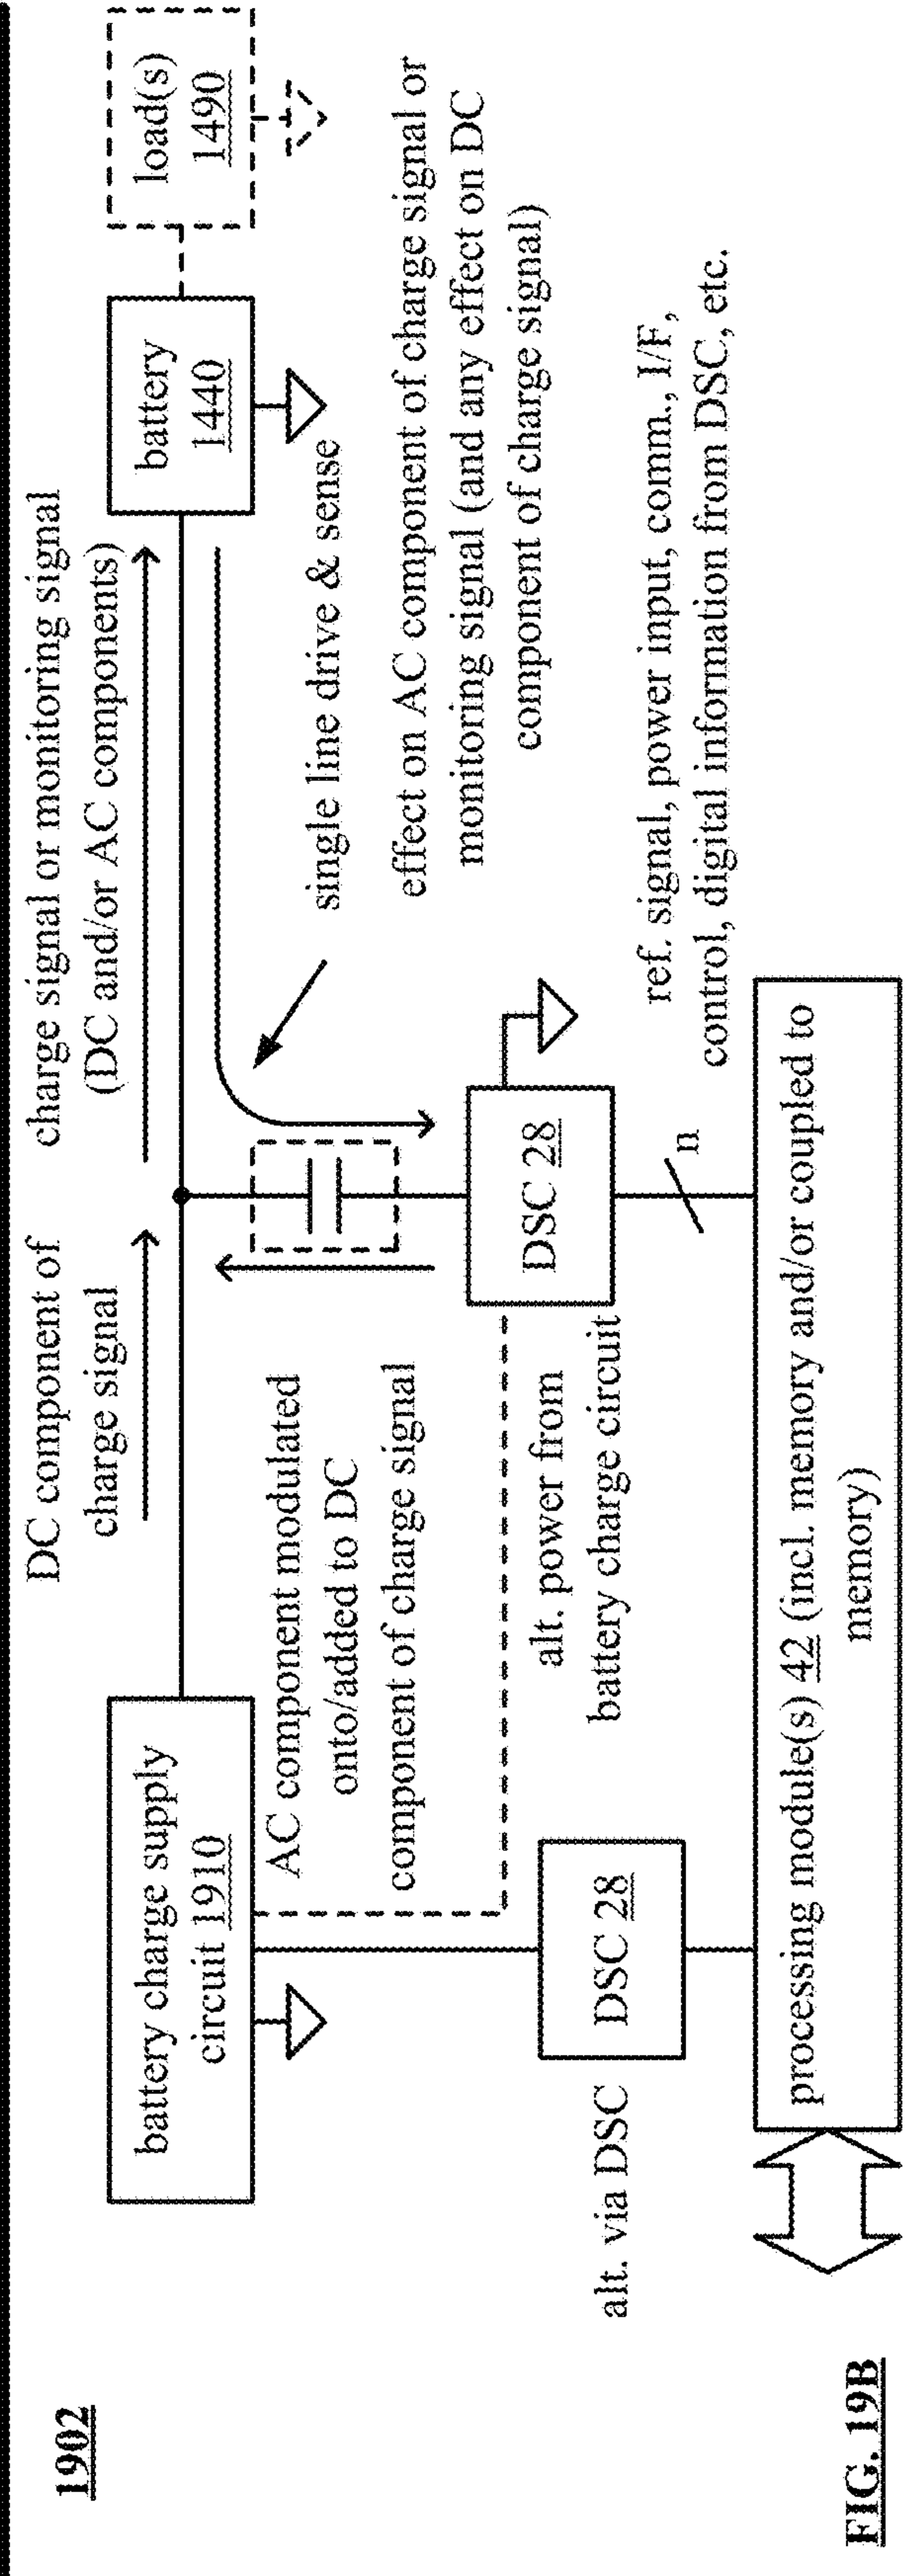 1902
DC component of
charge signal
charge signal or monitoring signal
(DC and/or AC components)
battery charge supply
circuit 1910
battery
1440
load(s)
1490
AC component modulated
onto/added to DC
component of charge signal
single line drive & sense
effect on AC component of charge signal or
monitoring signal (and any effect on DC
component of charge signal)
alt. power from
battery charge circuit
DSC 28
ref. signal, power input, comm., I/F,
control, digital information from DSC, etc.
n
alt. via DSC
DSC 28
processing module(s) 42 (incl. memory and/or coupled to
memory)
FIG. 19B